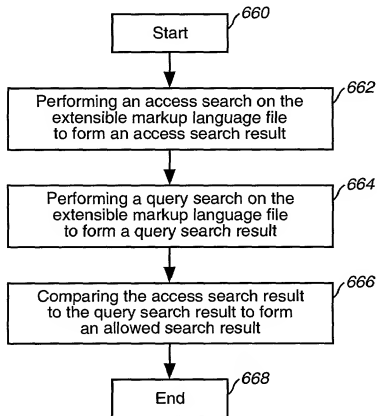 Start
660
Performing an access search on the
extensible markup language file
to form an access search result
662
Performing a query search on the
extensible markup language file
to form a query search result
664
Comparing the access search result
to the query search result to form
an allowed search result
666
End
668